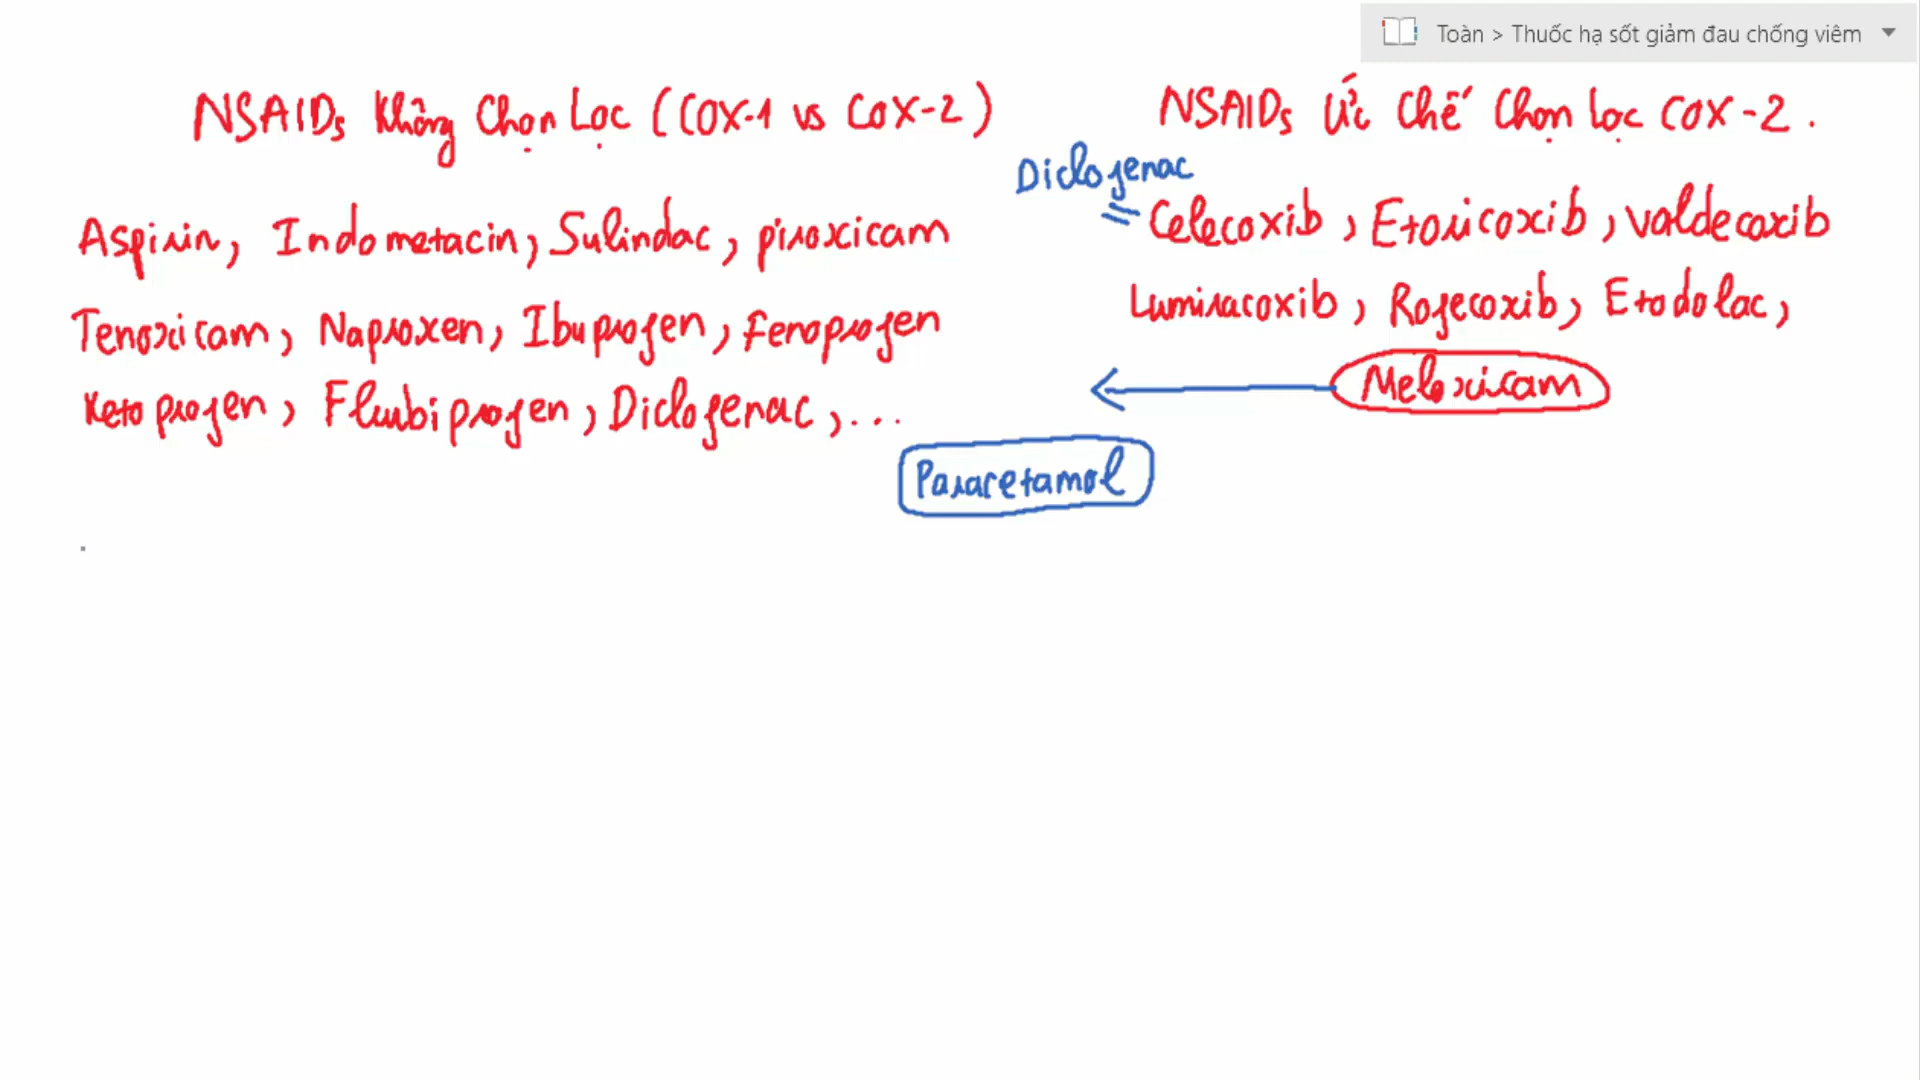 Toàn > Thuốc hạ sốt giảm đau chống viêm
NSAIDs Không Chọn Lọc (COX-1 vs COX-2)
Aspirin, Indometacin, Sulindac, piroxicam
Tenoxicam, Naproxen, Ibuprofen, Fenoprofen
Ketoprofen, Flurbiprofen, Diclofenac, ...
NSAIDs Ức Chế Chọn lọc COX-2.
Diclofenac
= Celecoxib, Etoricoxib, Valdecoxib
Lumiracoxib, Rofecoxib, Etodolac,
Meloxicam
Paracetamol